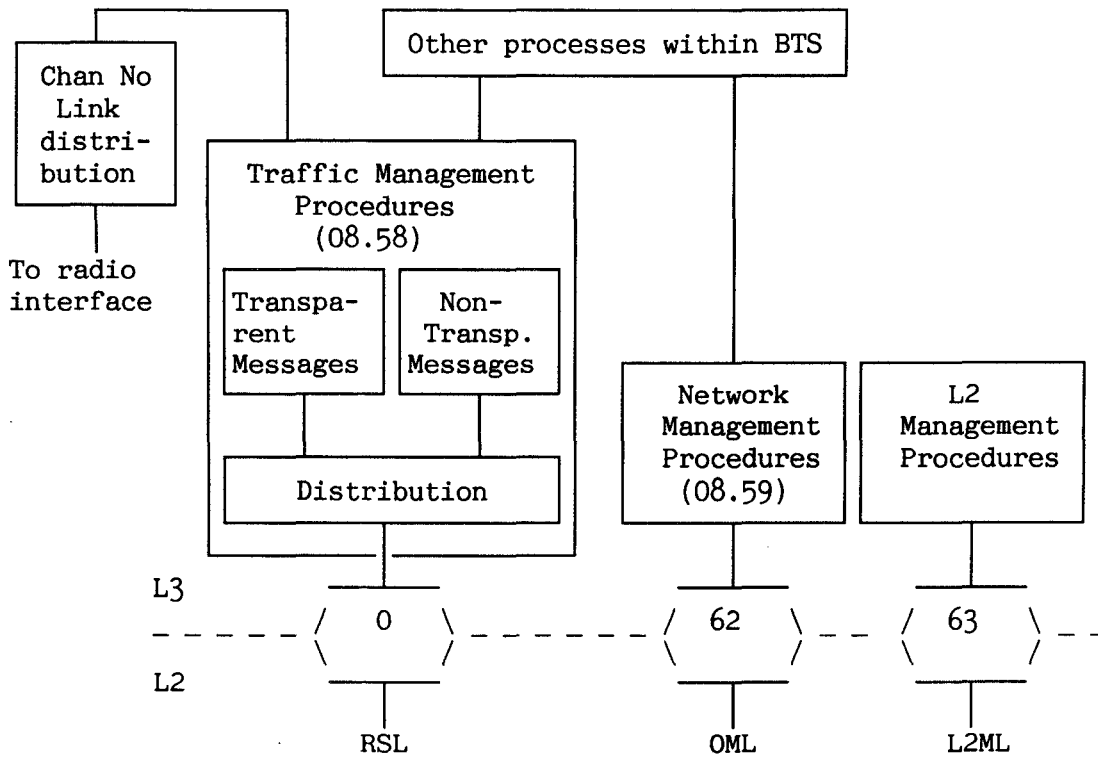 Other processes within BTS
Chan No
Link
distri-
bution
To radio
interface
Traffic Management
Procedures
(08.58)
Transpa-
rent
Messages
Non-
Transp.
Messages
Distribution
Network
Management
Procedures
(08.59)
L2
Management
Procedures
L3
0
62
63
L2
RSL
OML
L2ML